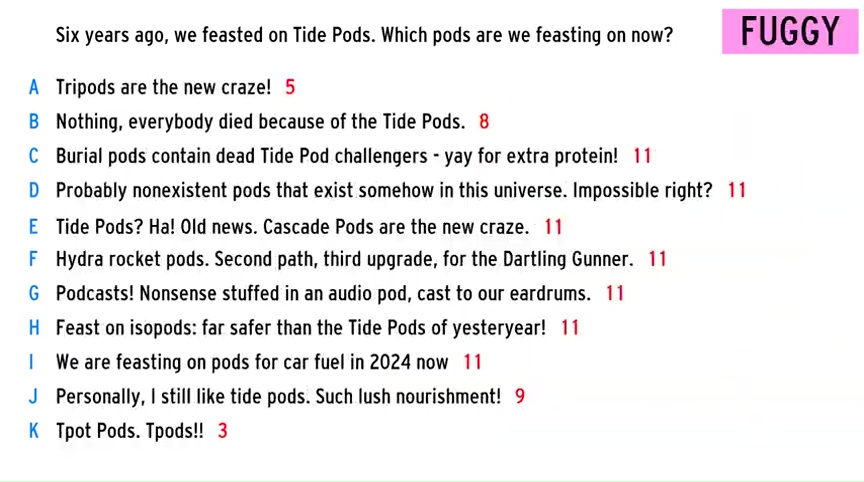 Six years ago, we feasted on Tide Pods. Which pods are we feasting on now?
FUGGY
A Tripods are the new craze! 5
B Nothing, everybody died because of the Tide Pods. 8
C Burial pods contain dead Tide Pod challengers - yay for extra protein! 11
D Probably nonexistent pods that exist somehow in this universe. Impossible right? 11
E Tide Pods? Ha! Old news. Cascade Pods are the new craze. 11
F Hydra rocket pods. Second path, third upgrade, for the Dartling Gunner. 11
G Podcasts! Nonsense stuffed in an audio pod, cast to our eardrums. 11
H Feast on isopods: far safer than the Tide Pods of yesteryear! 11
I We are feasting on pods for car fuel in 2024 now 11
J Personally, I still like tide pods. Such lush nourishment! 9
K Tpot Pods. Tpods!! 3